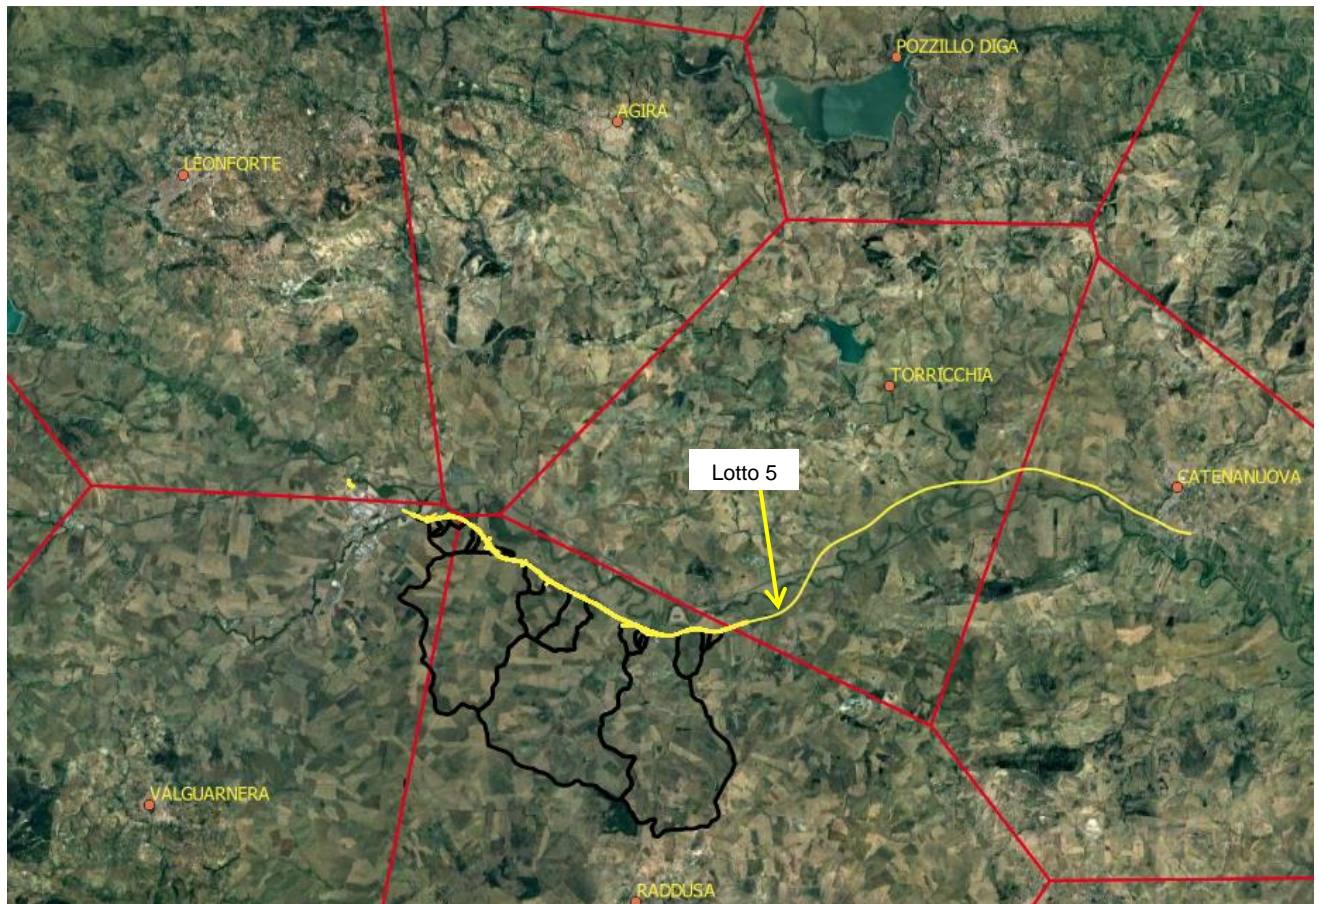 POZZILLO DIGA
AGIRA
LEONFORTE
TORRICCHIA
Lotto 5
CATENANUOVA
VALGUARNERA
RADDUSA